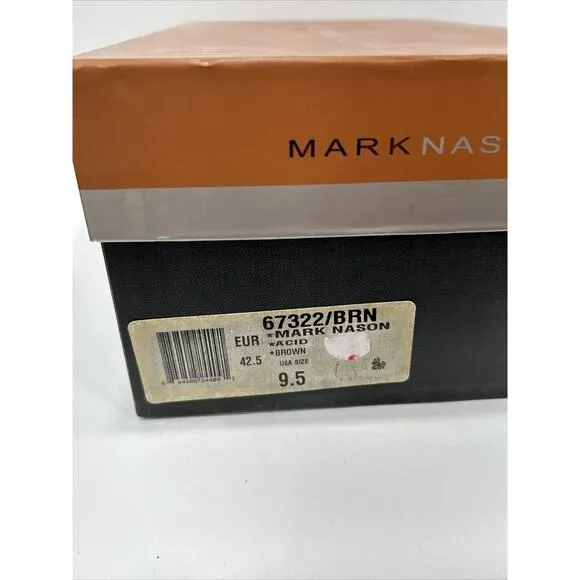 MARKNAS
67322/BRN
EUR *MARK NASON
*ACID
42.5 *BROWN
USA SIZE
9.5